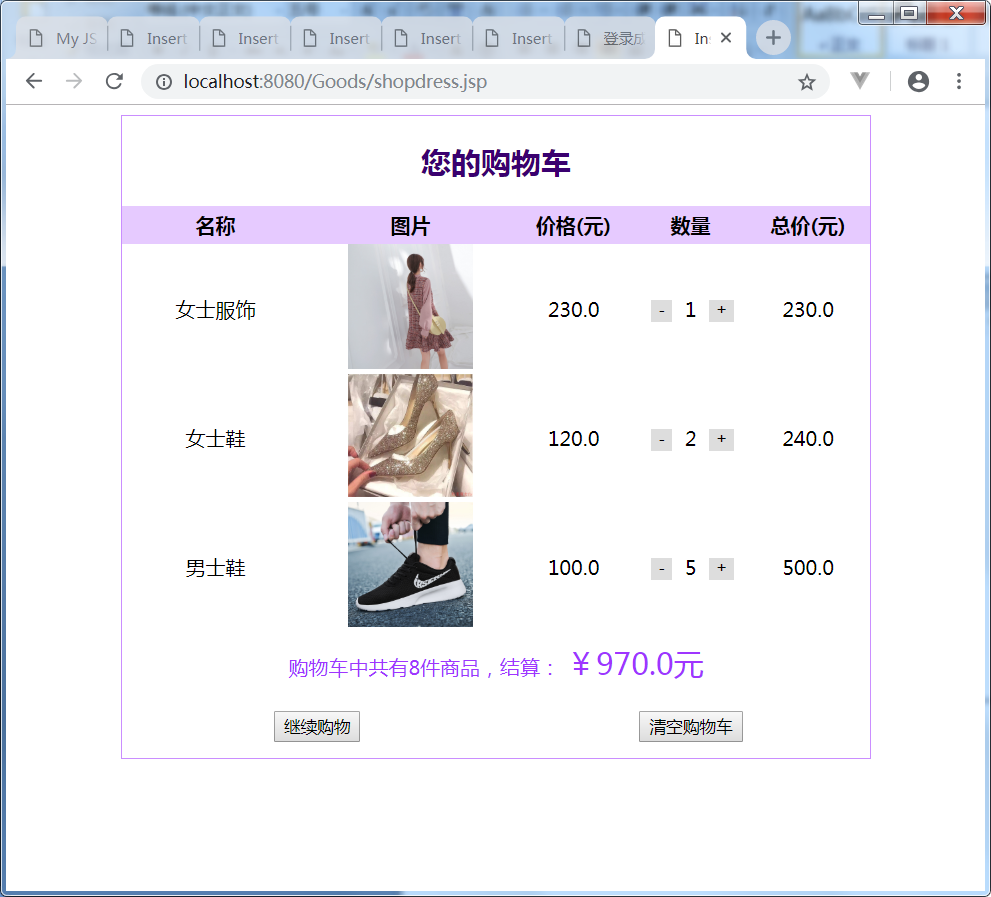 My JS
Insert
Insert
Insert
Insert
Insert
登录成
In
localhost:8080/Goods/shopdress.jsp
您的购物车
名称 图片 价格(元) 数量 总价(元)
女士服饰 230.0 - 1 + 230.0
女士鞋 120.0 - 2 + 240.0
男士鞋 100.0 - 5 + 500.0
购物车中共有8件商品，结算： ￥970.0元
继续购物 清空购物车